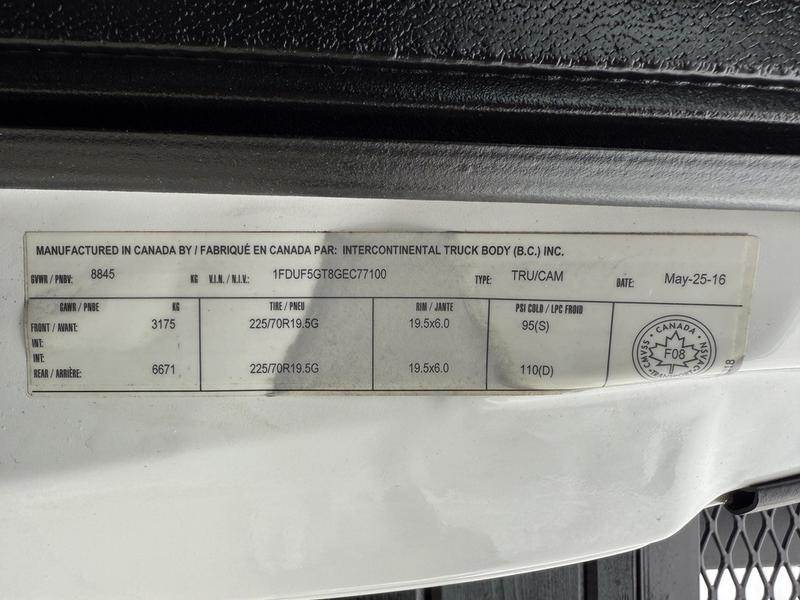 MANUFACTURED IN CANADA BY / FABRIQUÉ EN CANADA PAR: INTERCONTINENTAL TRUCK BODY (B.C.) INC.
GVWR / PNBV: 8845 KG V.I.N. / N.I.V.: 1FDUF5GT8GEC77100 TYPE: TRU/CAM DATE: May-25-16
GAWR / PNBE KG TIRE / PNEU RIM / JANTE PSI COLD / LPC FROID
FRONT / AVANT: 3175 225/70R19.5G 19.5x6.0 95(S)
INT:
INT:
REAR / ARRIÈRE: 6671 225/70R19.5G 19.5x6.0 110(D)
CANADA
F08
CMVSS
NSVAC